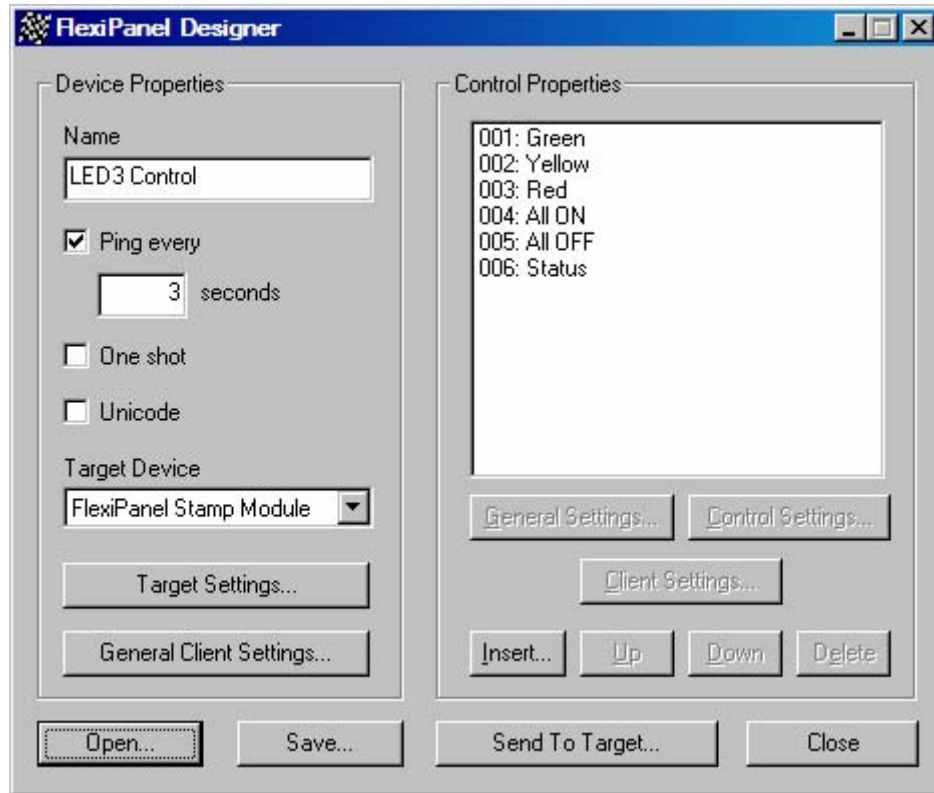 FlexiPanel Designer
Device Properties
Name
LED3 Control
Ping every
3 seconds
One shot
Unicode
Target Device
FlexiPanel Stamp Module
Target Settings...
General Client Settings...
Control Properties
001: Green
002: Yellow
003: Red
004: All ON
005: All OFF
006: Status
General Settings... Control Settings...
Client Settings...
Insert... Up Down Delete
Open... Save... Send To Target... Close